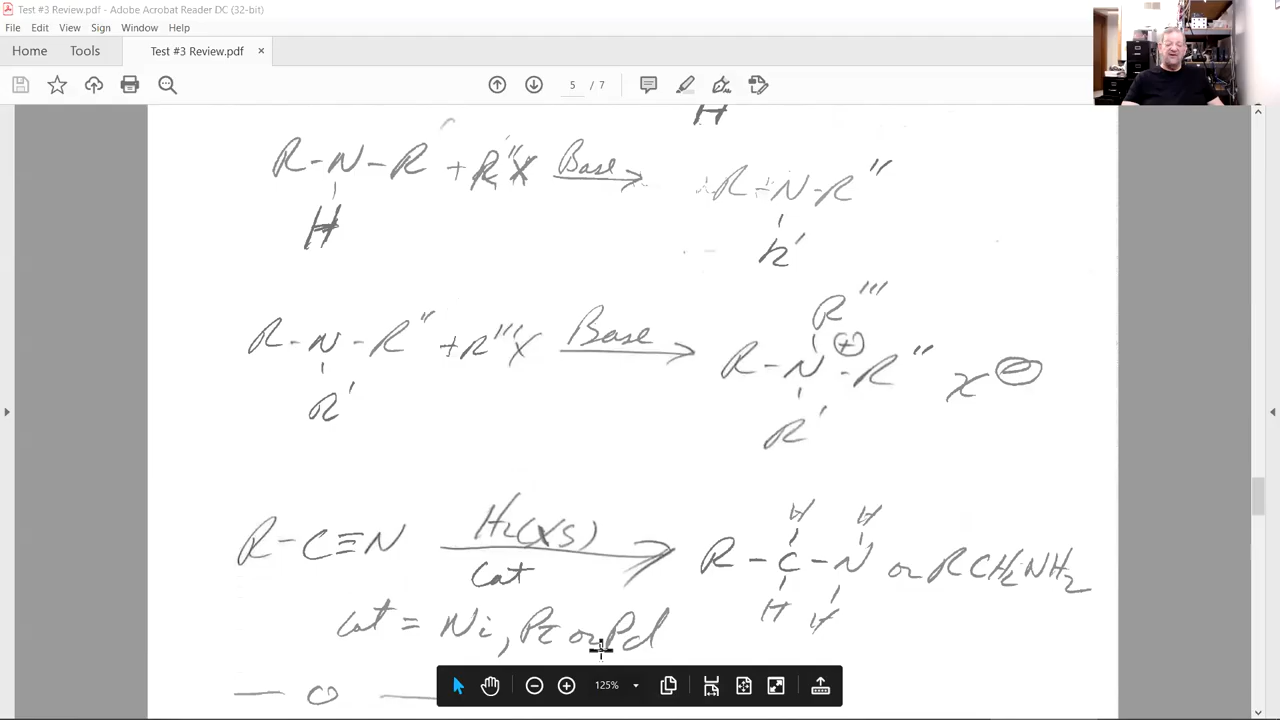 Test #3 Review.pdf - Adobe Acrobat Reader DC (32-bit)
File Edit View Sign Window Help
Home Tools Test #3 Review.pdf ×
5 / 7
H
R-N-R' + R''X Base R-N-R''
H R'
R'''
R-N-R'' + R'''X Base R-N-R'' X
R' R'
H2(XS) H H
R-C≡N R-C-N or RCH2NH2
Cat H H
Cat = Ni, Pt or Pd
O
125%